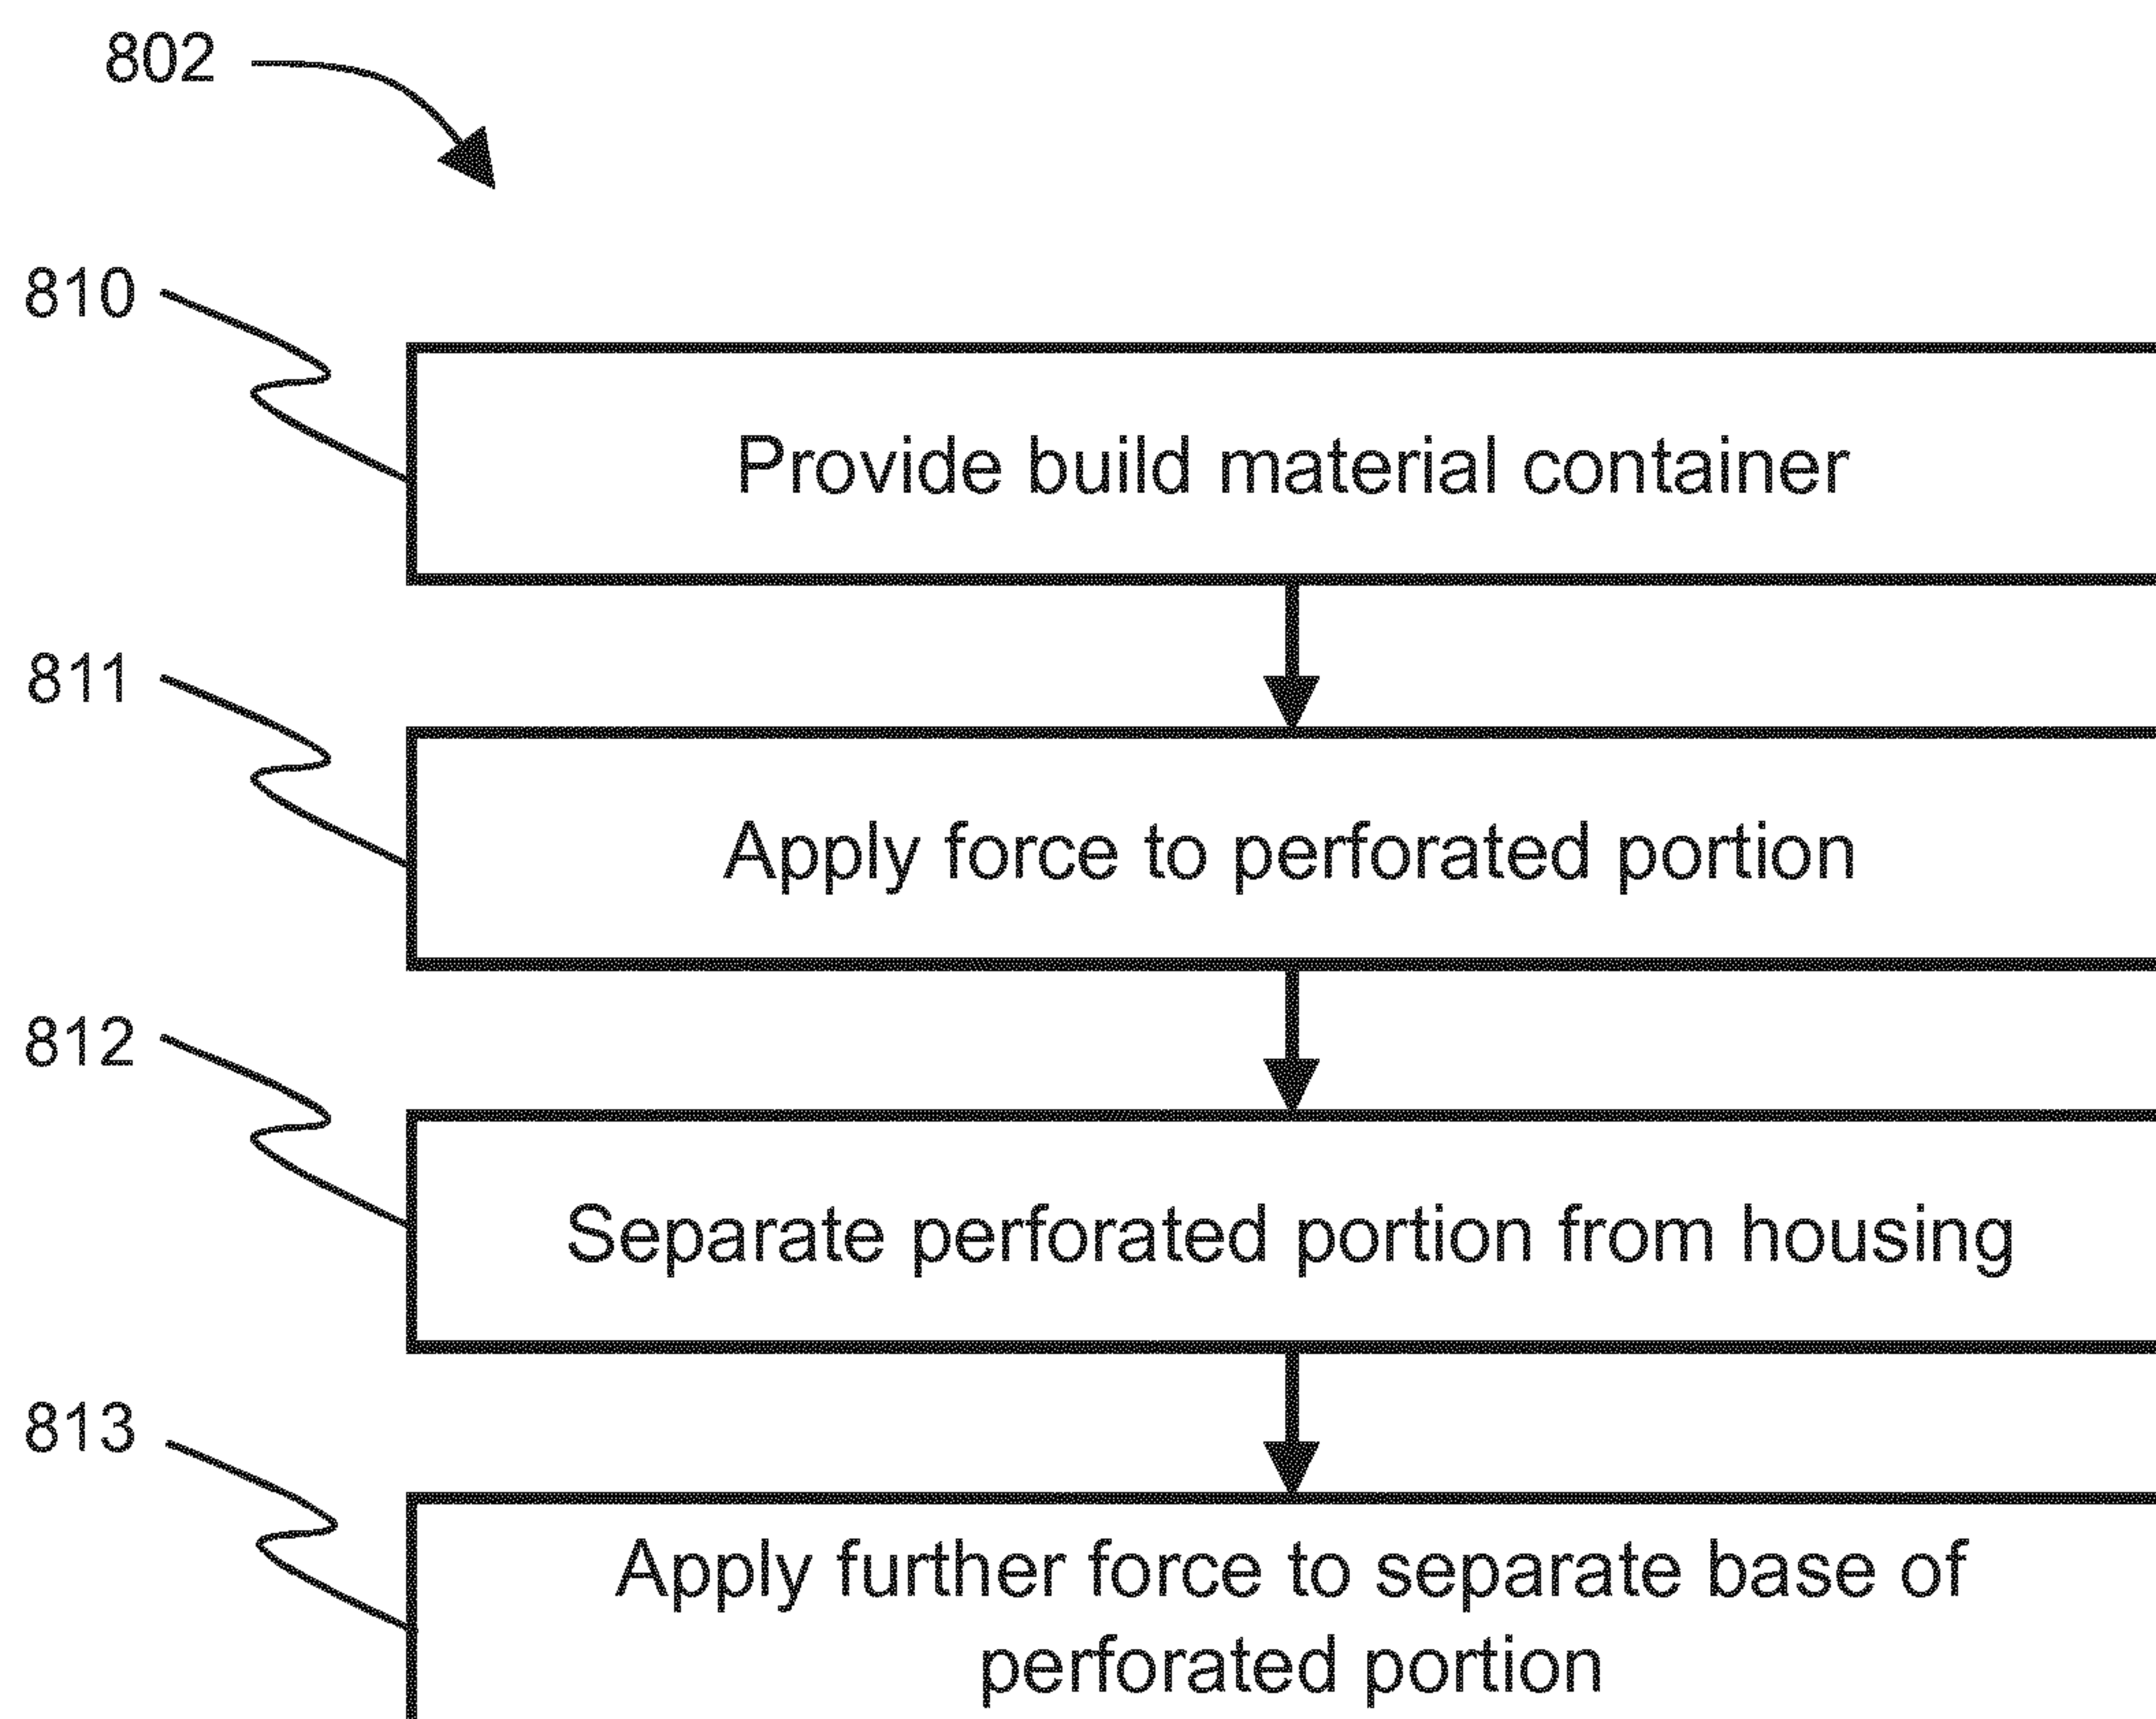 802
810
Provide build material container
811
Apply force to perforated portion
812
Separate perforated portion from housing
813
Apply further force to separate base of
perforated portion